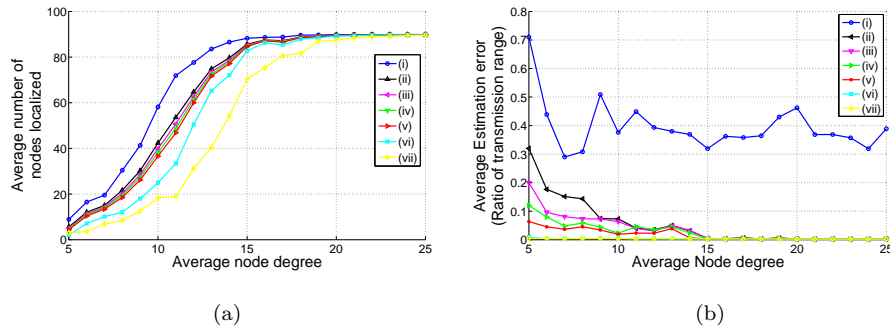 100
80
60
40
20
0
5
10
15
20
25
Average number of
nodes localized
Average node degree
(i)
(ii)
(iii)
(iv)
(v)
(vi)
(vii)
(a)
0.8
0.7
0.6
0.5
0.4
0.3
0.2
0.1
0
5
10
15
20
25
Average Estimation error
(Ratio of transmission range)
Average Node degree
(i)
(ii)
(iii)
(iv)
(v)
(vi)
(vii)
(b)